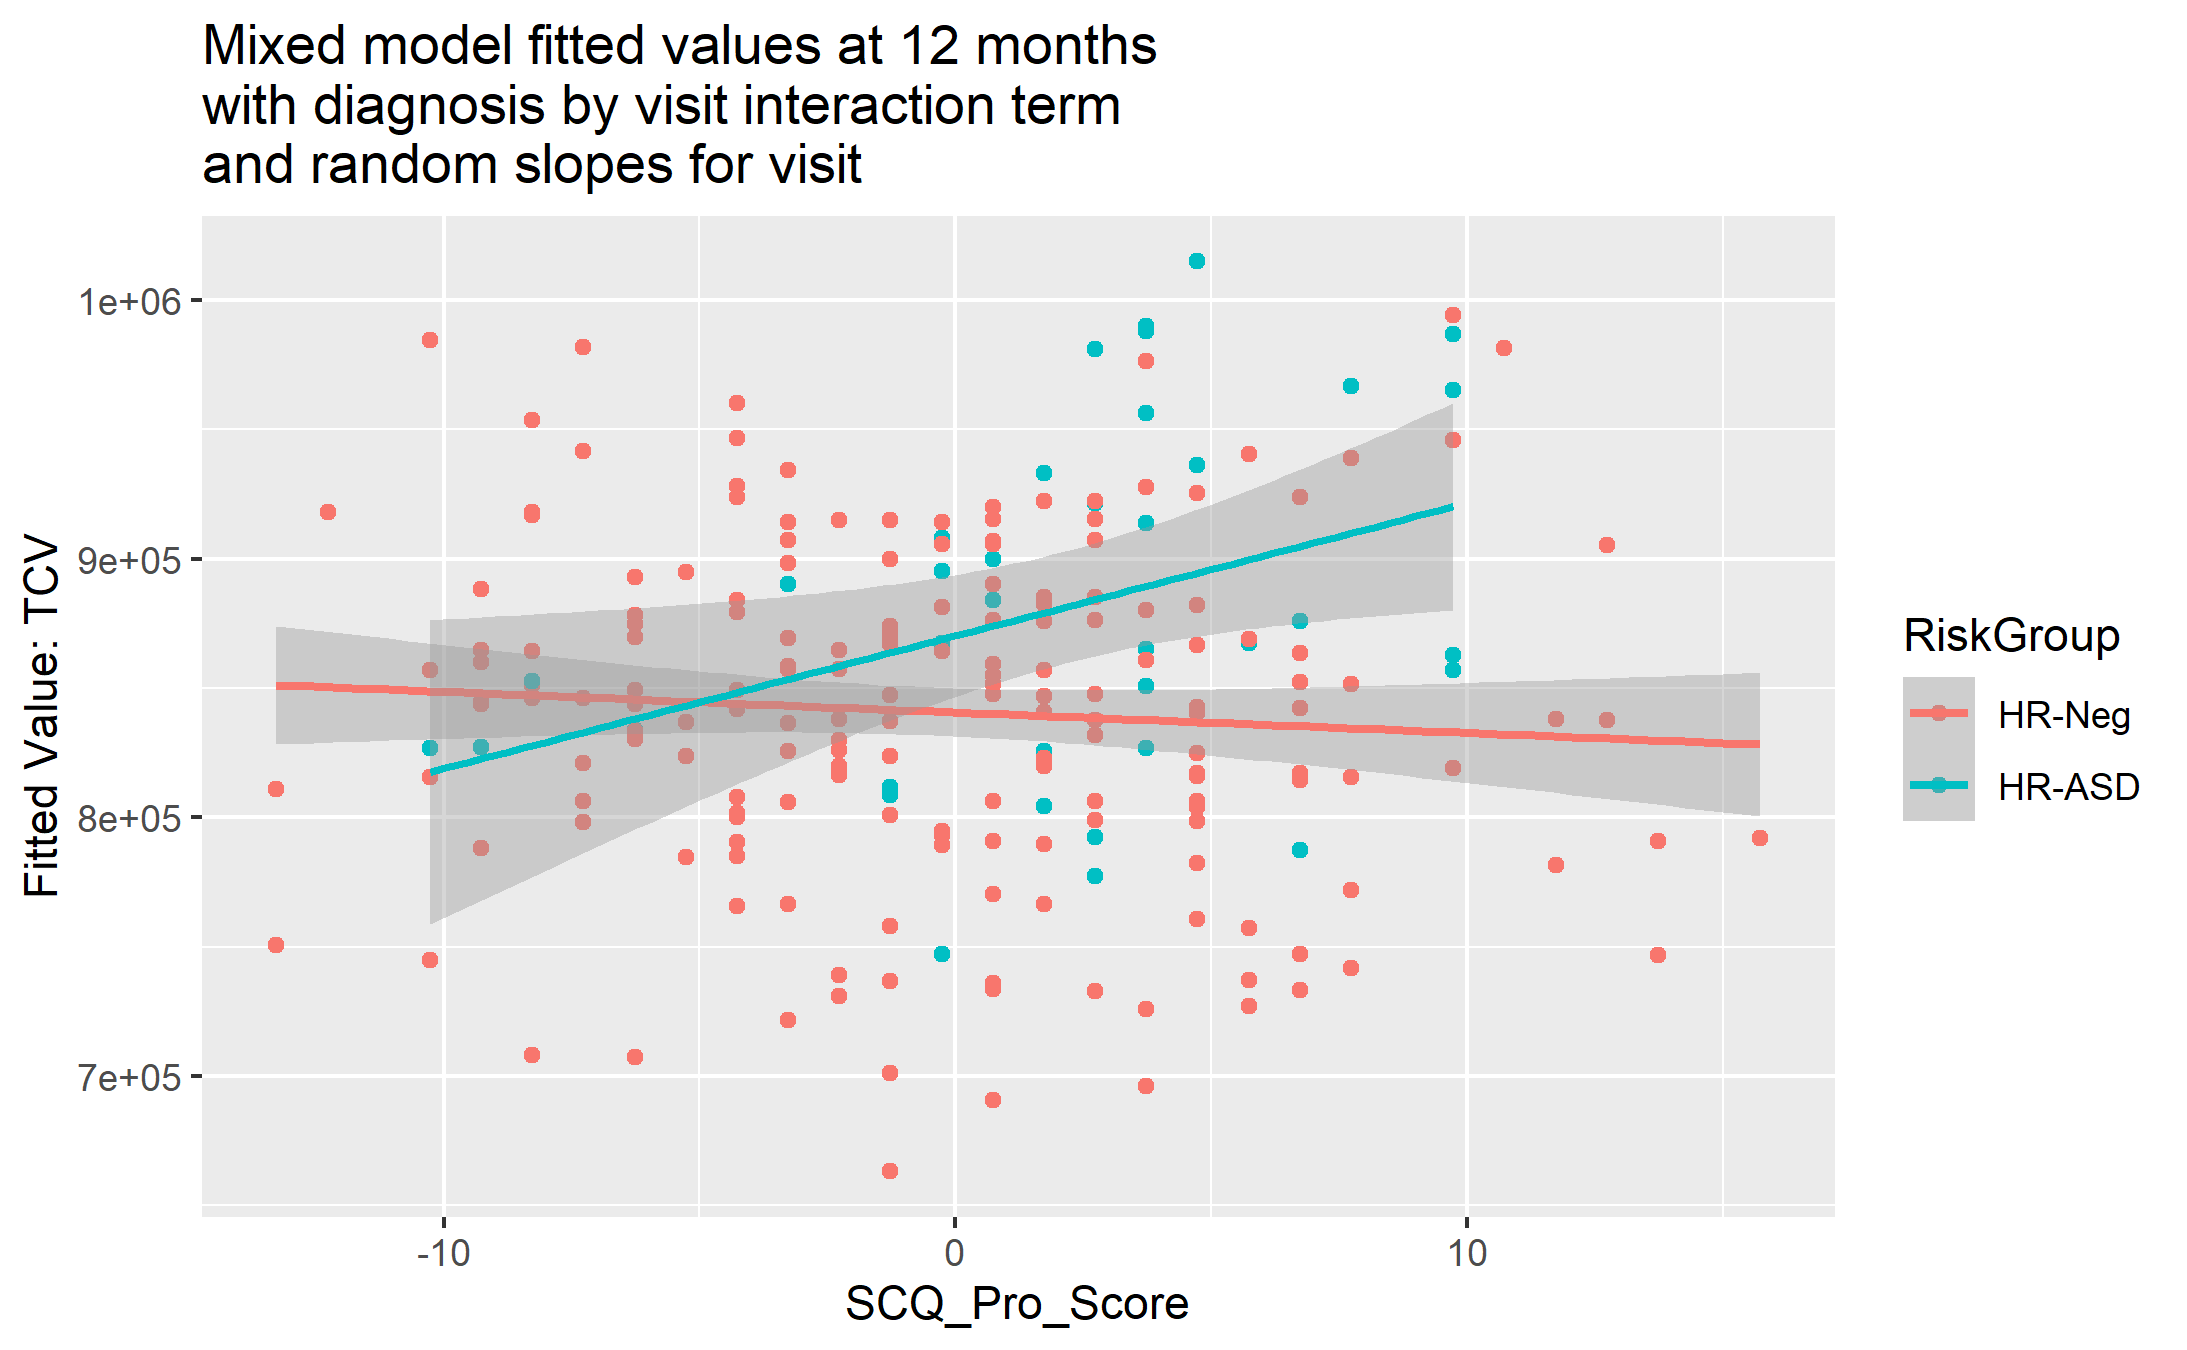 Mixed model fitted values at 12 months
with diagnosis by visit interaction term
and random slopes for visit
1e+06
9e+05
8e+05
7e+05
Fitted Value: TCV
-10
0
10
SCQ_Pro_Score
RiskGroup
HR-Neg
HR-ASD